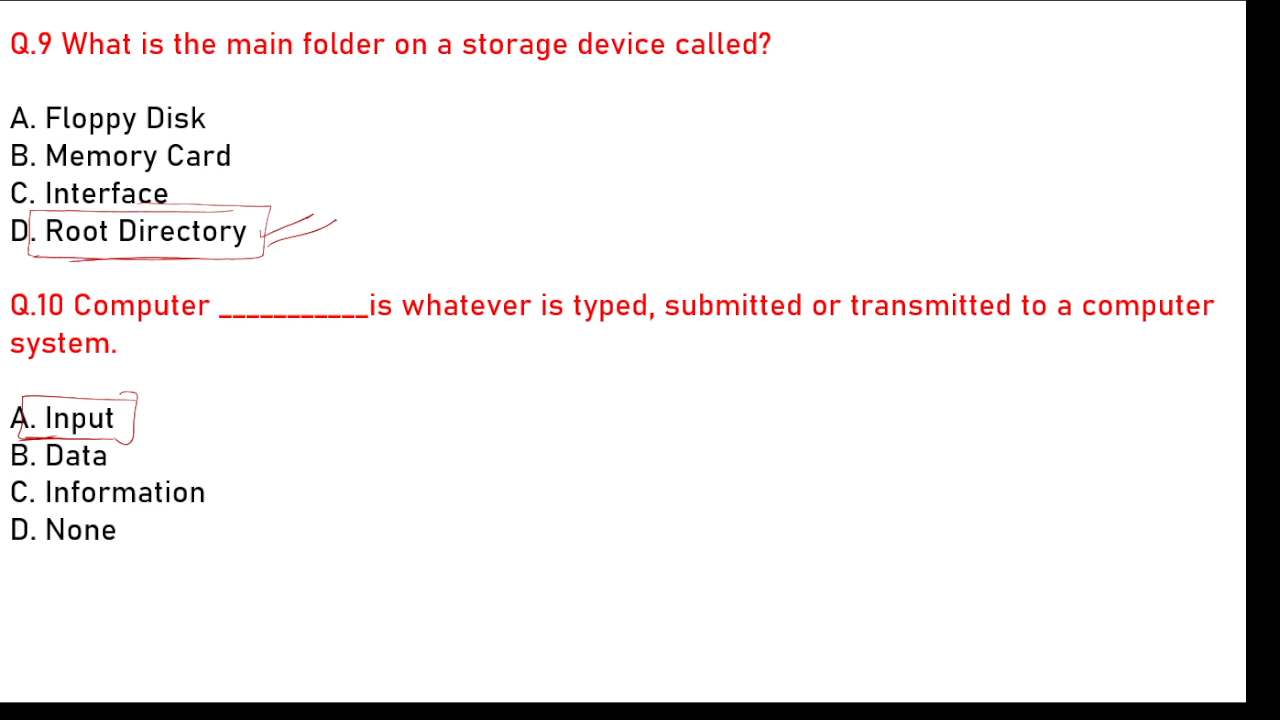 Q.9 What is the main folder on a storage device called?
A. Floppy Disk
B. Memory Card
C. Interface
D. Root Directory
Q.10 Computer ___________is whatever is typed, submitted or transmitted to a computer
system.
A. Input
B. Data
C. Information
D. None